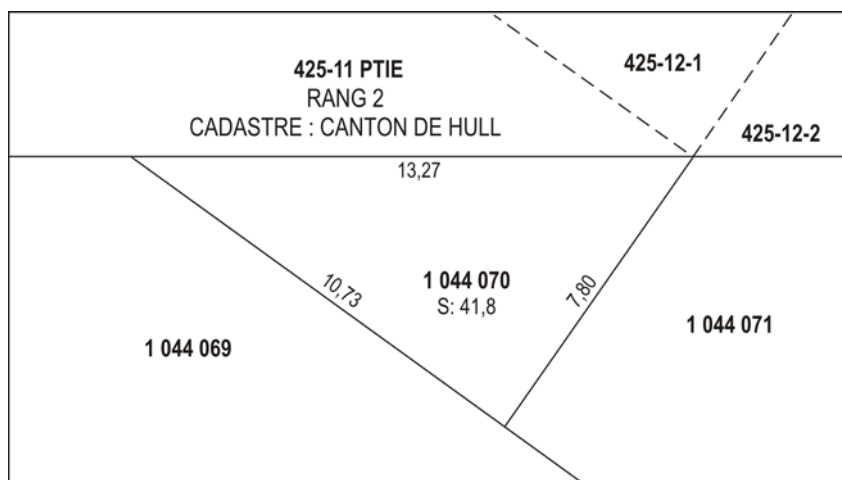 425-11 PTIE
RANG 2
CADASTRE : CANTON DE HULL
425-12-1
425-12-2
13,27
10,73
1 044 070
S: 41,8
7,80
1 044 069
1 044 071